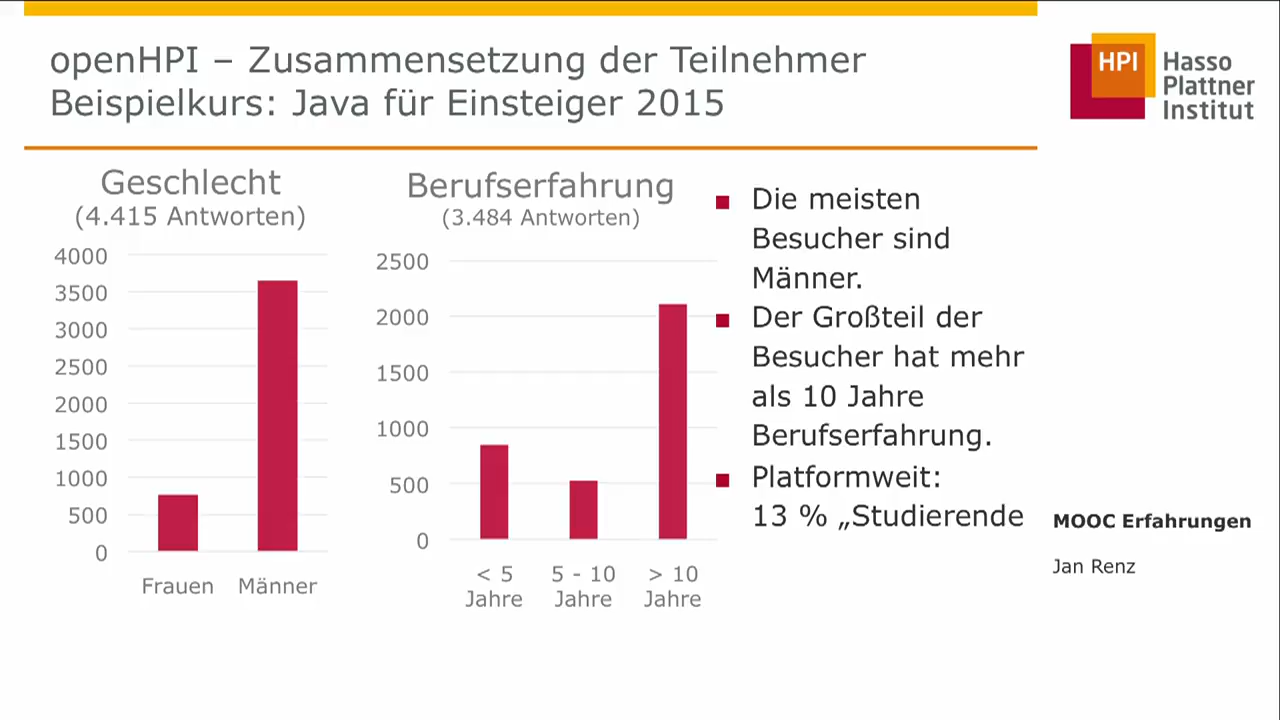 openHPI – Zusammensetzung der Teilnehmer
Beispielkurs: Java für Einsteiger 2015
HPI
Hasso
Plattner
Institut
Geschlecht
(4.415 Antworten)
4000
3500
3000
2500
2000
1500
1000
500
0
Frauen Männer
Berufserfahrung
(3.484 Antworten)
2500
2000
1500
1000
500
0
< 5 5 - 10 > 10
Jahre Jahre Jahre
Die meisten
Besucher sind
Männer.
Der Großteil der
Besucher hat mehr
als 10 Jahre
Berufserfahrung.
Platformweit:
13 % „Studierende
MOOC Erfahrungen
Jan Renz